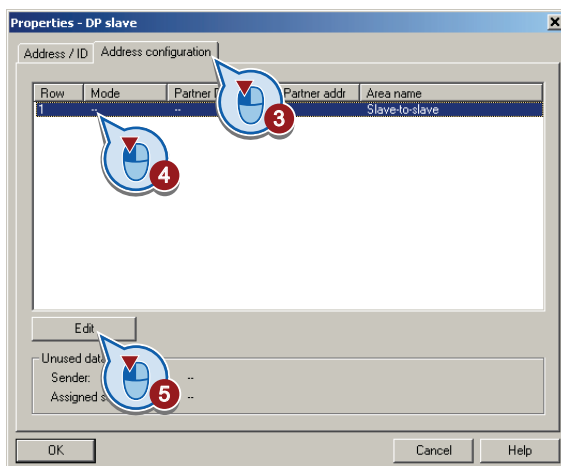 Properties - DP slave
Address / ID Address configuration
Row Mode Partner Partner addr Area name
1 -- -- Slave-to-slave
3
4
Edit
Unused
Sender: --
5
Assigned --
OK Cancel Help